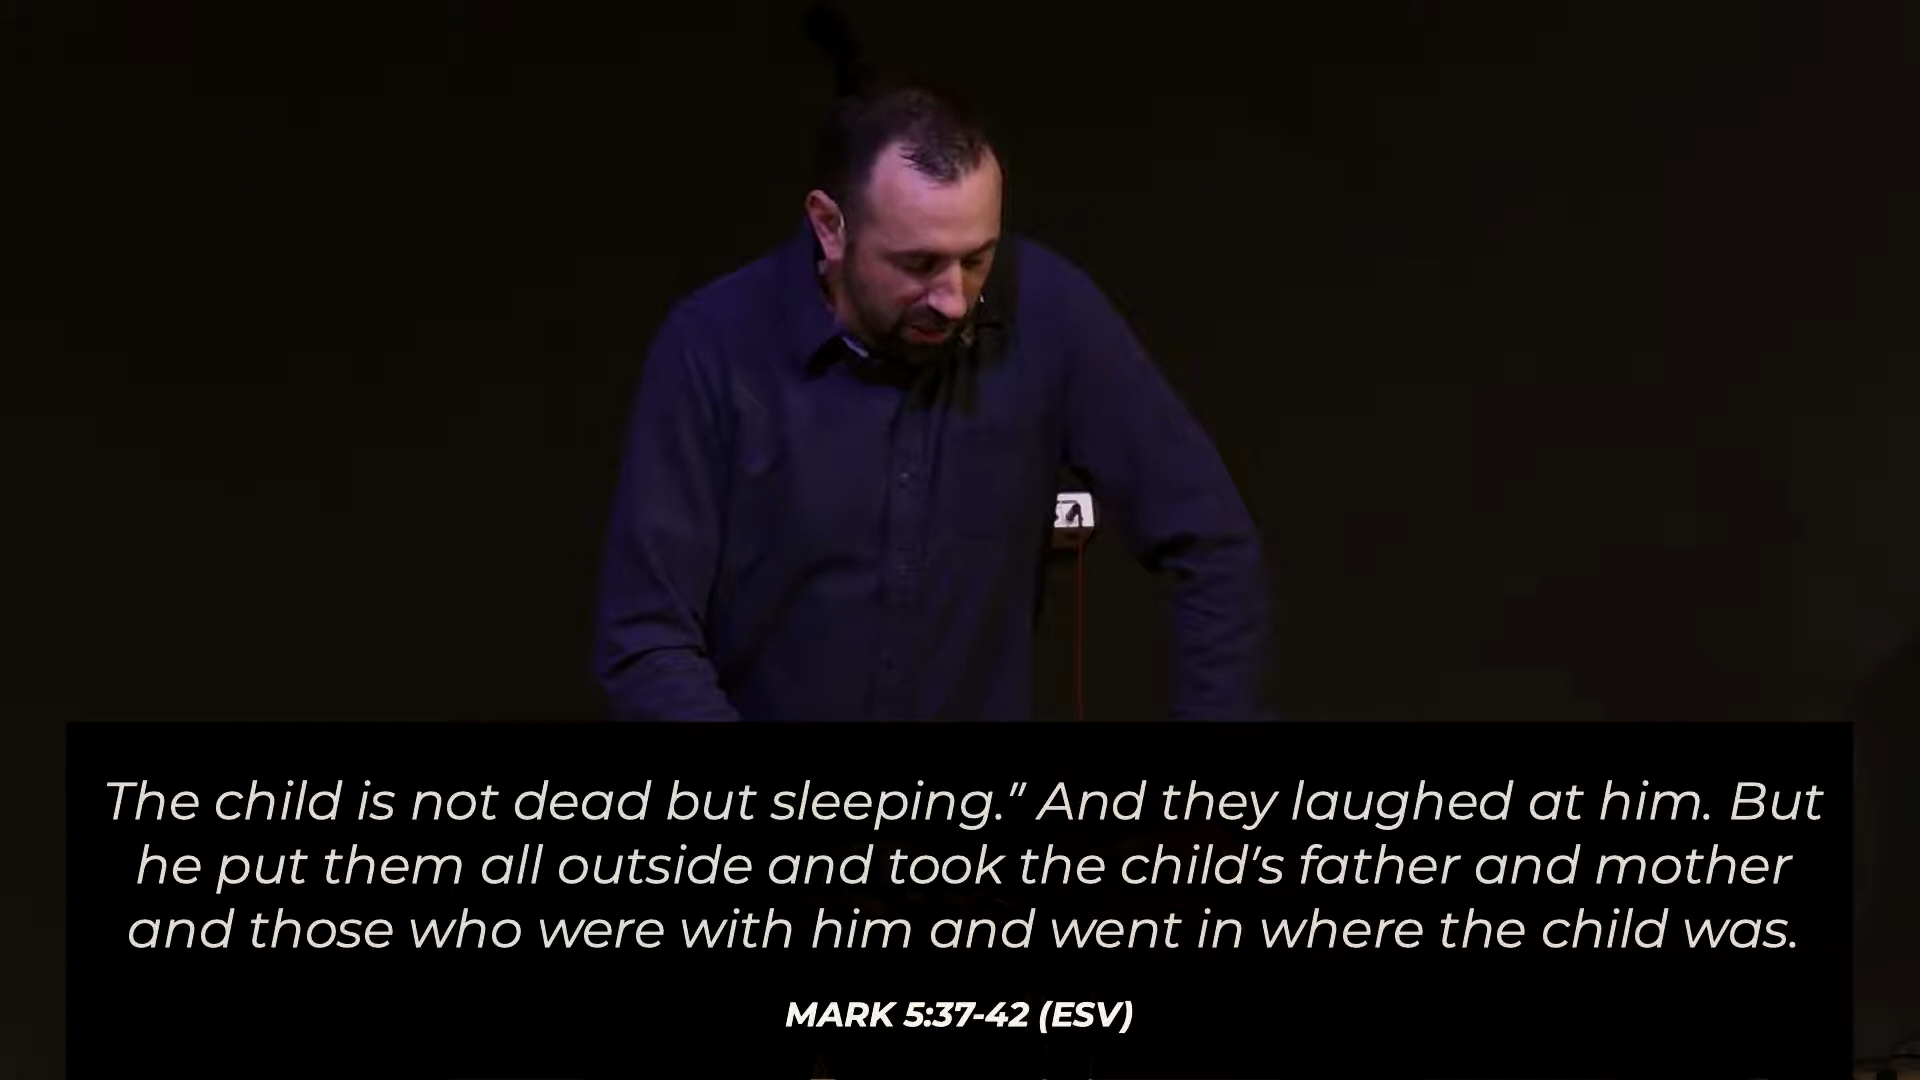 The child is not dead but sleeping.” And they laughed at him. But
he put them all outside and took the child’s father and mother
and those who were with him and went in where the child was.
MARK 5:37-42 (ESV)